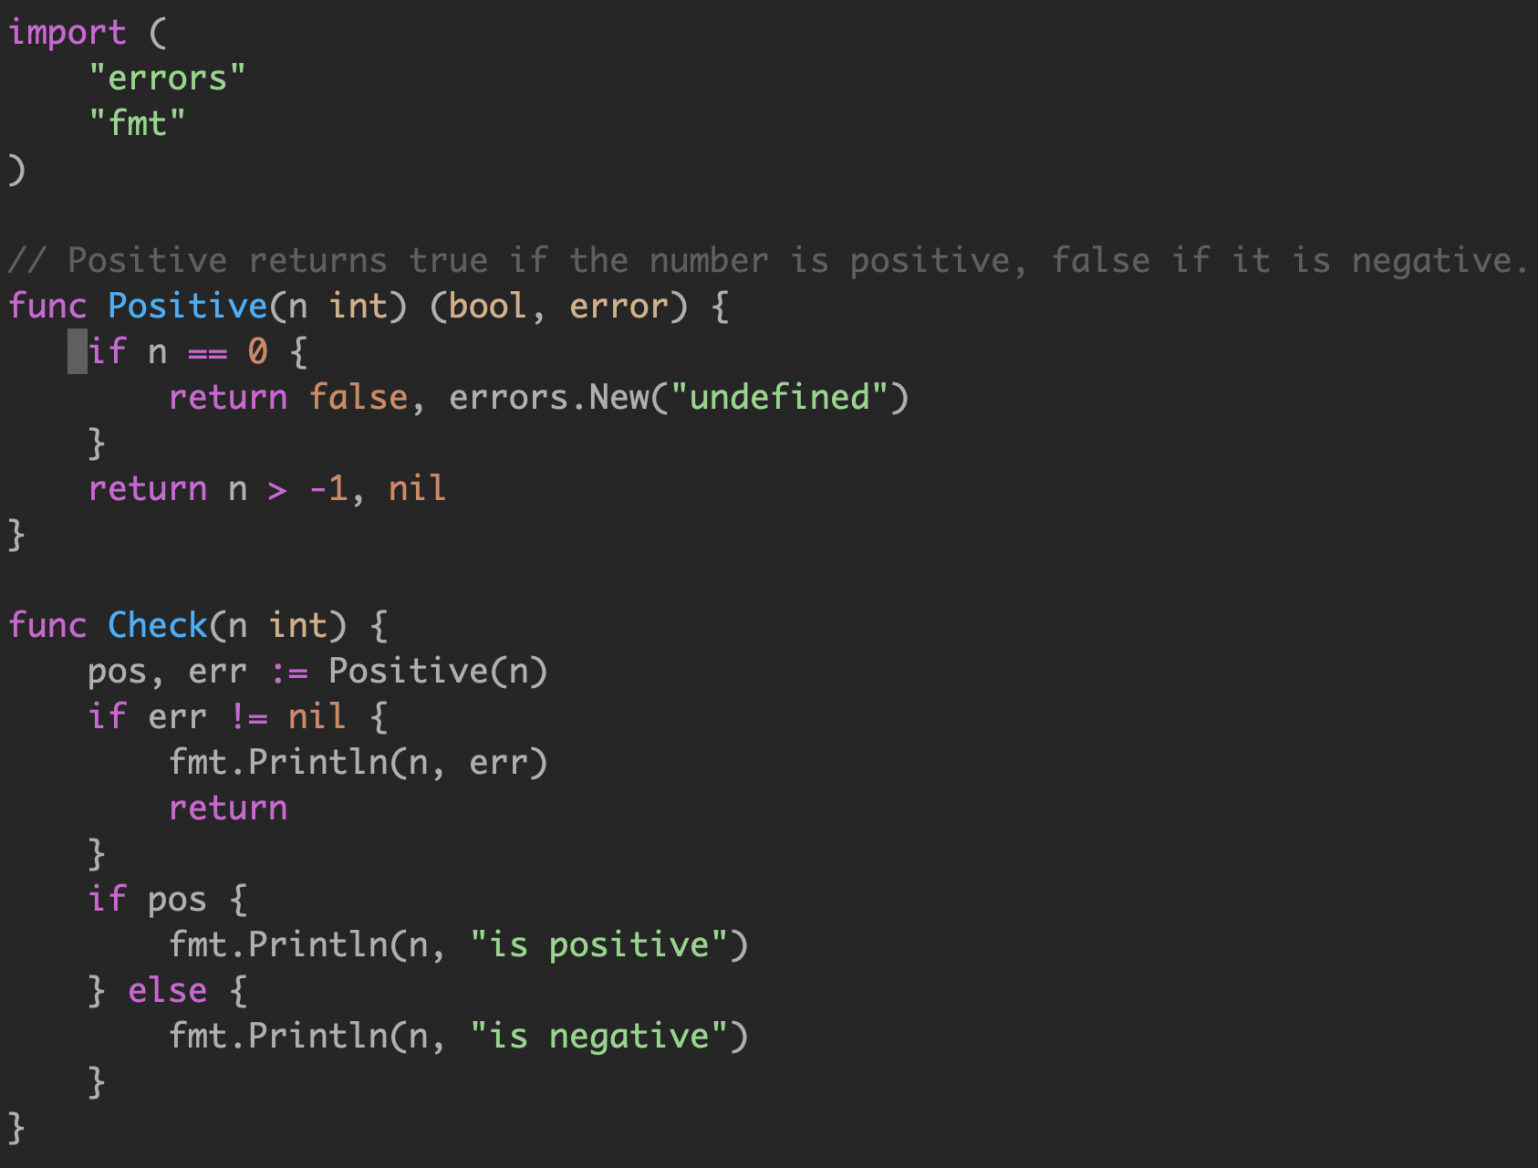 import (
    "errors"
    "fmt"
)

// Positive returns true if the number is positive, false if it is negative.
func Positive(n int) (bool, error) {
    if n == 0 {
        return false, errors.New("undefined")
    }
    return n > -1, nil
}

func Check(n int) {
    pos, err := Positive(n)
    if err != nil {
        fmt.Println(n, err)
        return
    }
    if pos {
        fmt.Println(n, "is positive")
    } else {
        fmt.Println(n, "is negative")
    }
}